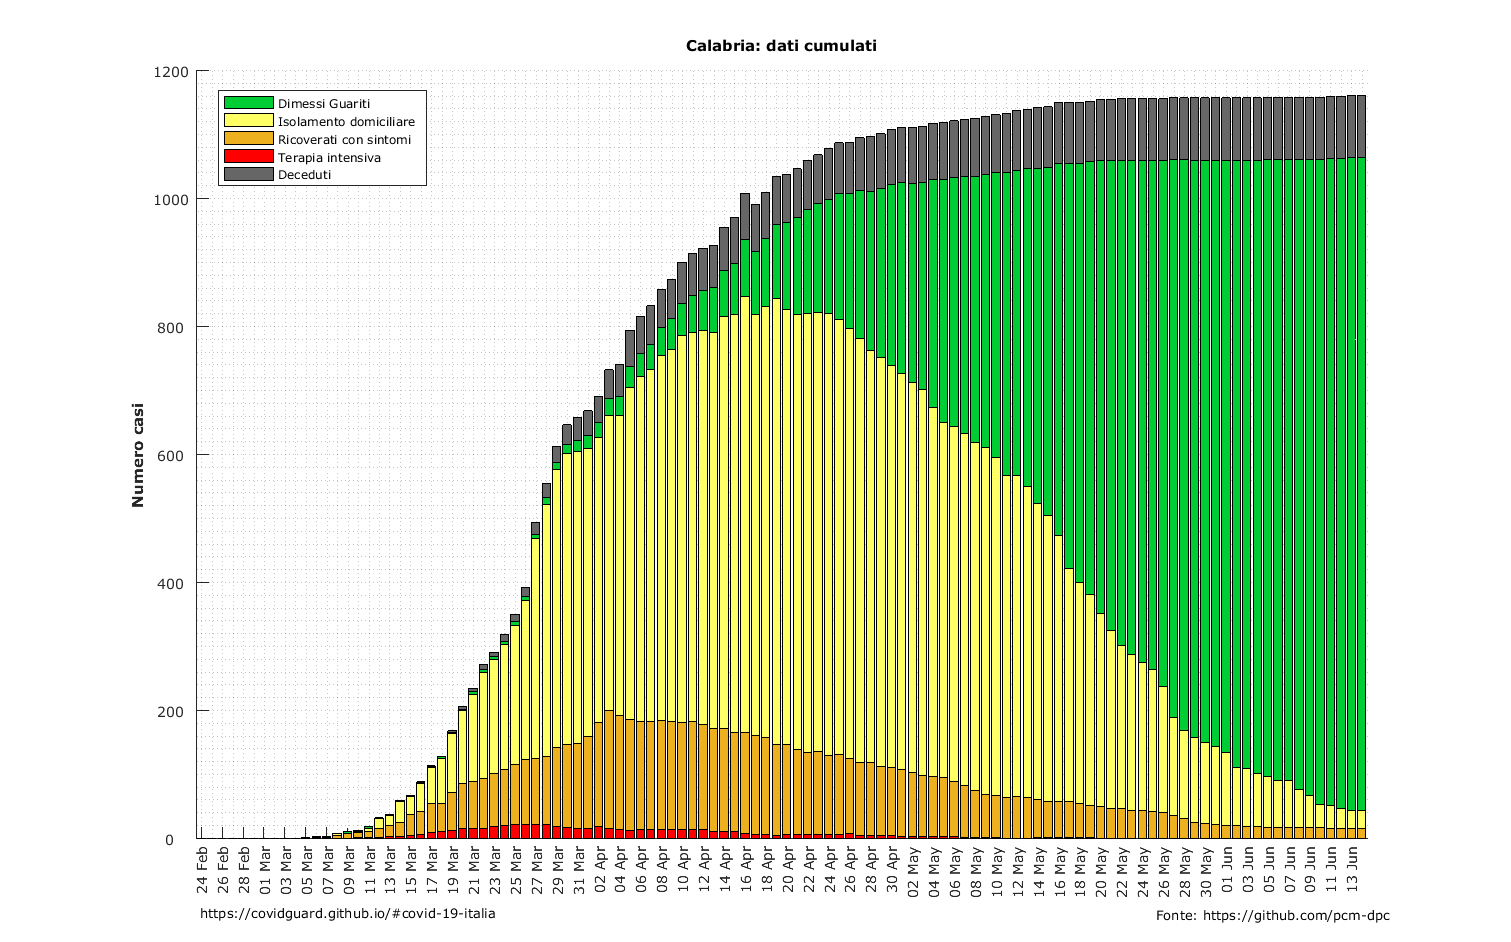 Calabria: dati cumulati
1200
1000
800
600
400
200
0
Numero casi
Dimessi Guariti
Isolamento domiciliare
Ricoverati con sintomi
Terapia intensiva
Deceduti
24 Feb
26 Feb
28 Feb
01 Mar
03 Mar
05 Mar
07 Mar
09 Mar
11 Mar
13 Mar
15 Mar
17 Mar
19 Mar
21 Mar
23 Mar
25 Mar
27 Mar
29 Mar
31 Mar
02 Apr
04 Apr
06 Apr
08 Apr
10 Apr
12 Apr
14 Apr
16 Apr
18 Apr
20 Apr
22 Apr
24 Apr
26 Apr
28 Apr
30 Apr
02 May
04 May
06 May
08 May
10 May
12 May
14 May
16 May
18 May
20 May
22 May
24 May
26 May
28 May
30 May
01 Jun
03 Jun
05 Jun
07 Jun
09 Jun
11 Jun
13 Jun
https://covidguard.github.io/#covid-19-italia
Fonte: https://github.com/pcm-dpc